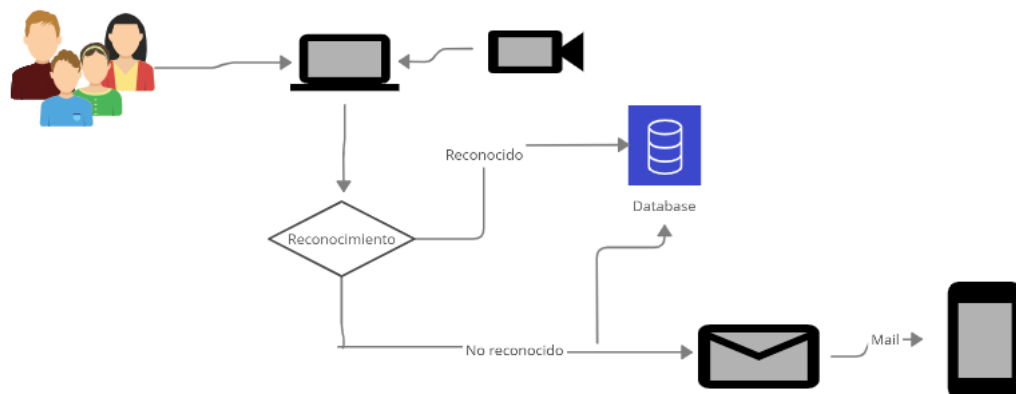 Reconocido
Database
Reconocimiento
No reconocido
Mail